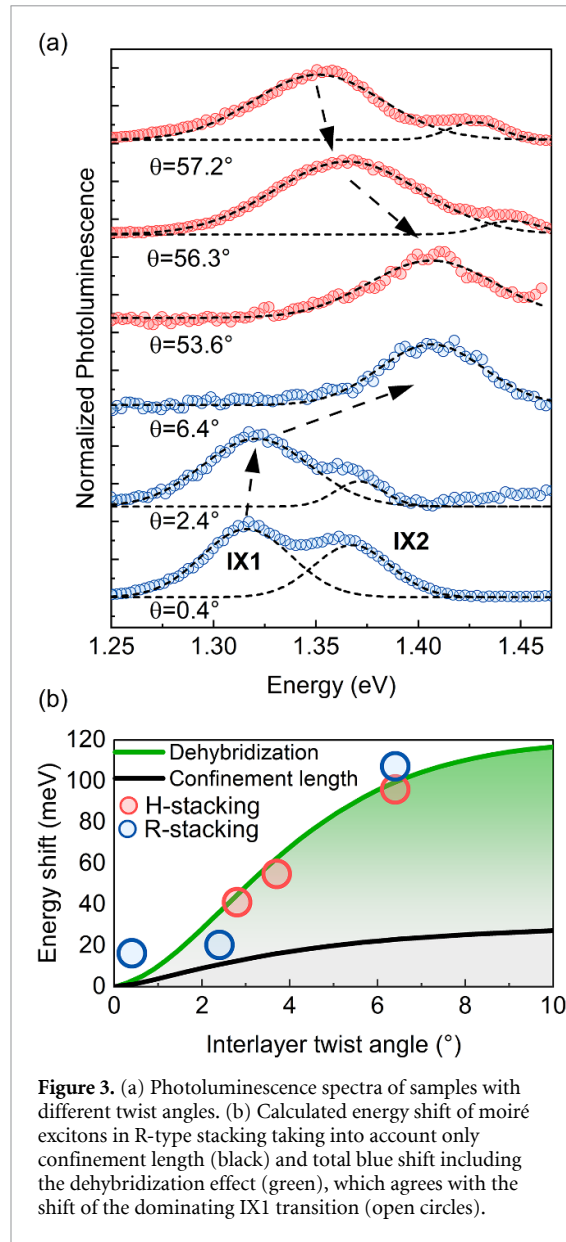 (a)
Normalized Photoluminescence
θ=57.2°
θ=56.3°
θ=53.6°
θ=6.4°
θ=2.4°
IX1
IX2
θ=0.4°
1.25 1.30 1.35 1.40 1.45
Energy (eV)
(b)
Energy shift (meV)
120
100
80
60
40
20
0
Dehybridization
Confinement length
H-stacking
R-stacking
0 2 4 6 8 10
Interlayer twist angle (°)
Figure 3. (a) Photoluminescence spectra of samples with
different twist angles. (b) Calculated energy shift of moiré
excitons in R-type stacking taking into account only
confinement length (black) and total blue shift including
the dehybridization effect (green), which agrees with the
shift of the dominating IX1 transition (open circles).